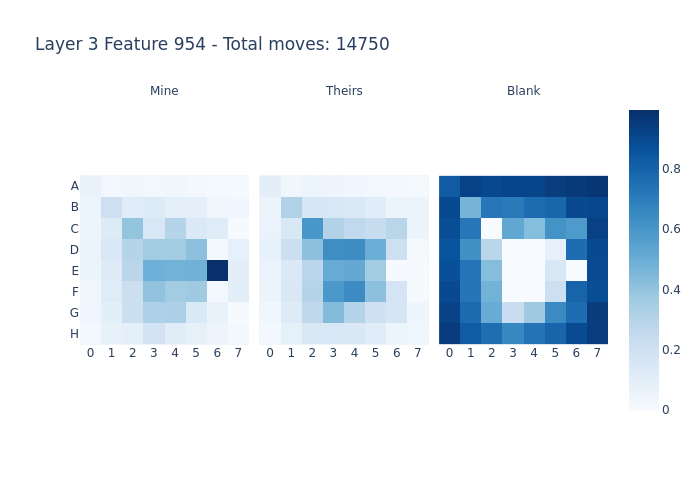 Layer 3 Feature 954 - Total moves: 14750
Mine Theirs Blank
A
B
C
D
E
F
G
H
0 1 2 3 4 5 6 7 0 1 2 3 4 5 6 7 0 1 2 3 4 5 6 7
0.8
0.6
0.4
0.2
0